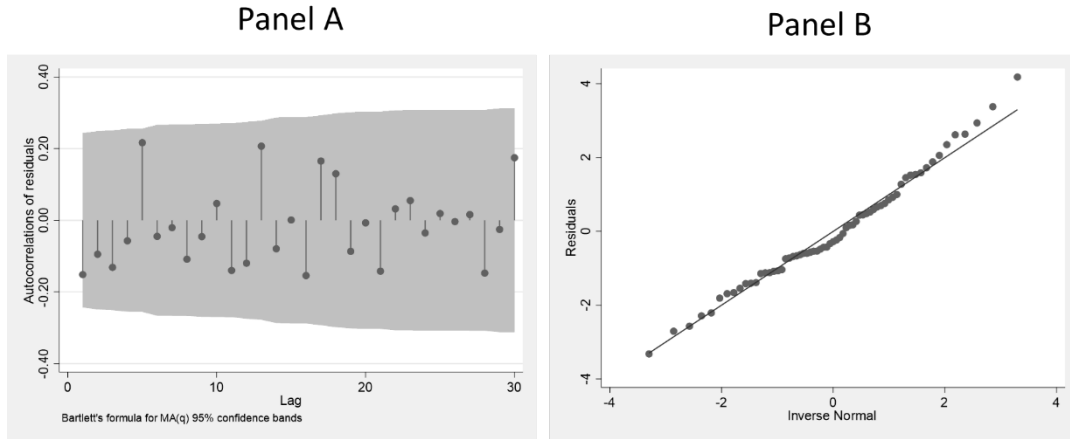 Panel A
Panel B
Autocorrelations of residuals
0.40
0.20
0.00
-0.20
-0.40
0
10
20
30
Lag
Bartlett's formula for MA(q) 95% confidence bands
Residuals
4
2
0
-2
-4
-4
-2
0
2
4
Inverse Normal